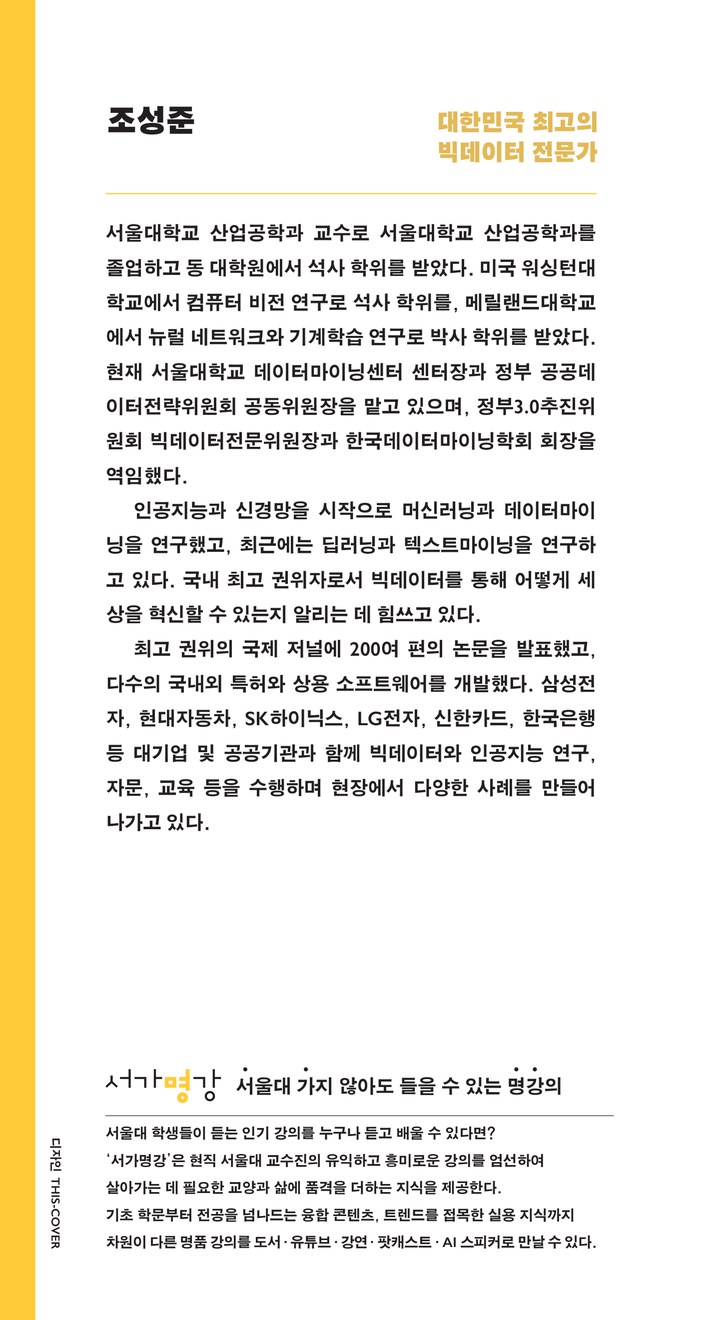 조성준
대한민국 최고의
빅데이터 전문가
서울대학교 산업공학과 교수로 서울대학교 산업공학과를
졸업하고 동 대학원에서 석사 학위를 받았다. 미국 워싱턴대
학교에서 컴퓨터 비전 연구로 석사 학위를, 메릴랜드대학교
에서 뉴럴 네트워크와 기계학습 연구로 박사 학위를 받았다.
현재 서울대학교 데이터마이닝센터 센터장과 정부 공공데
이터전략위원회 공동위원장을 맡고 있으며, 정부3.0추진위
원회 빅데이터전문위원장과 한국데이터마이닝학회 회장을
역임했다.
인공지능과 신경망을 시작으로 머신러닝과 데이터마이
닝을 연구했고, 최근에는 딥러닝과 텍스트마이닝을 연구하
고 있다. 국내 최고 권위자로서 빅데이터를 통해 어떻게 세
상을 혁신할 수 있는지 알리는 데 힘쓰고 있다.
최고 권위의 국제 저널에 200여 편의 논문을 발표했고,
다수의 국내외 특허와 상용 소프트웨어를 개발했다. 삼성전
자, 현대자동차, SK하이닉스, LG전자, 신한카드, 한국은행
등 대기업 및 공공기관과 함께 빅데이터와 인공지능 연구,
자문, 교육 등을 수행하며 현장에서 다양한 사례를 만들어
나가고 있다.
서가명강 서울대 가지 않아도 들을 수 있는 명강의
서울대 학생들이 듣는 인기 강의를 누구나 듣고 배울 수 있다면?
‘서가명강’은 현직 서울대 교수진의 유익하고 흥미로운 강의를 엄선하여
살아가는 데 필요한 교양과 삶에 품격을 더하는 지식을 제공한다.
기초 학문부터 전공을 넘나드는 융합 콘텐츠, 트렌드를 접목한 실용 지식까지
차원이 다른 명품 강의를 도서 · 유튜브 · 강연 · 팟캐스트 · AI 스피커로 만날 수 있다.
디자인 THIS-COVER